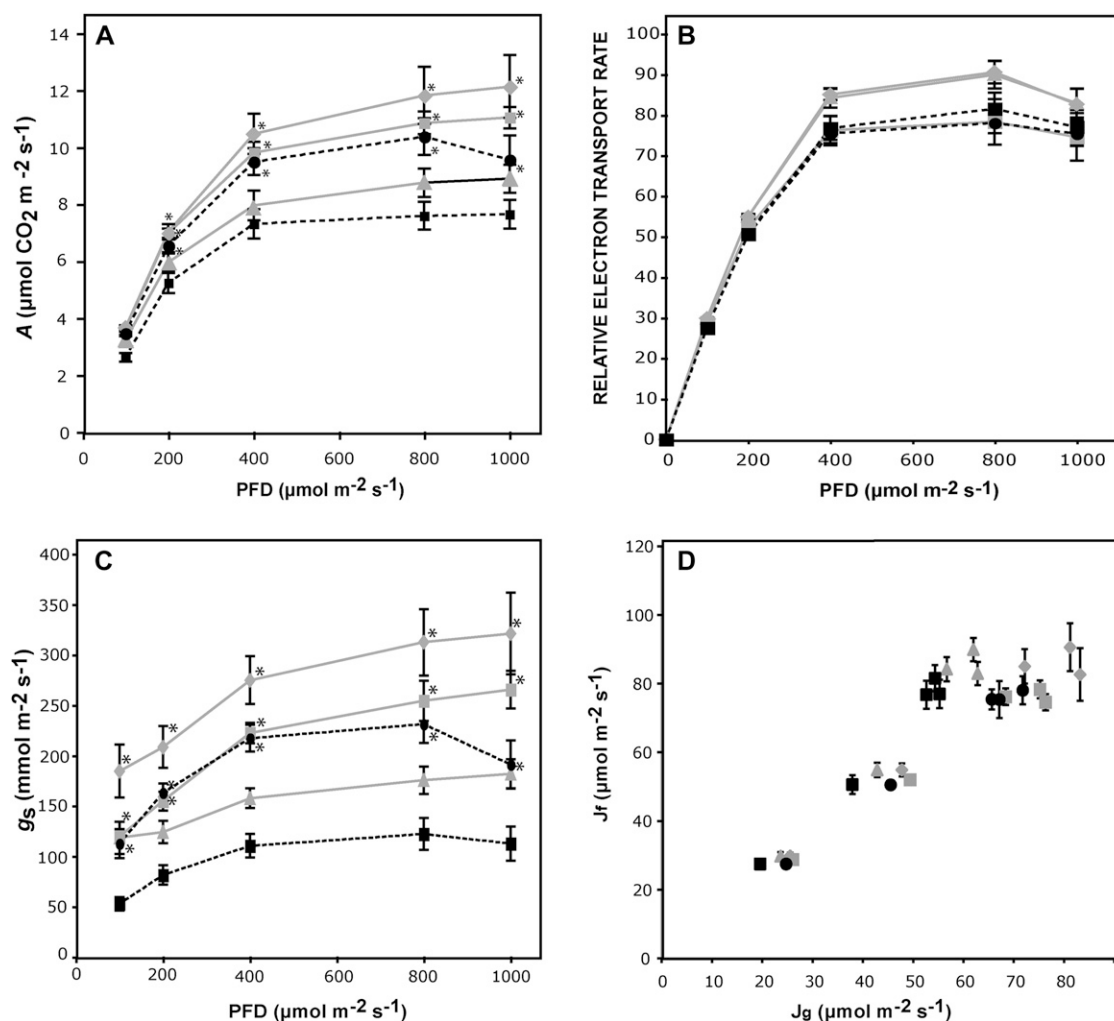 A
A (µmol CO2 m -2 s-1)
14
12
10
8
6
4
2
0
0 200 400 600 800 1000
PFD (µmol m-2 s-1)
* * * * * * * * * * * * *
B
RELATIVE ELECTRON TRANSPORT RATE
100
90
80
70
60
50
40
30
20
10
0
0 200 400 600 800 1000
PFD (µmol m-2 s-1)
C
gs (mmol m-2 s-1)
400
350
300
250
200
150
100
50
0
0 200 400 600 800 1000
PFD (µmol m-2 s-1)
* * * * * * * * * * * * * *
D
Jf (µmol m-2 s-1)
120
100
80
60
40
20
0
0 10 20 30 40 50 60 70 80
Jg (µmol m-2 s-1)